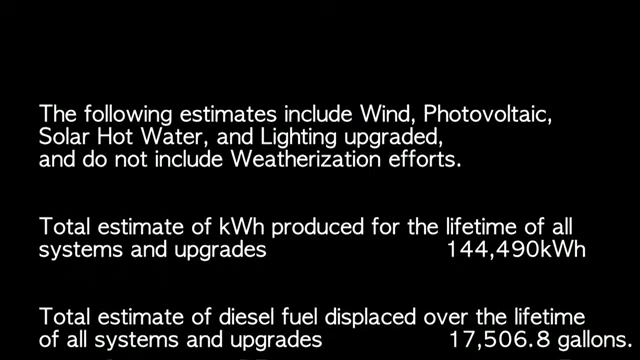 The following estimates include Wind, Photovoltaic,
Solar Hot Water, and Lighting upgraded,
and do not include Weatherization efforts.
Total estimate of kWh produced for the lifetime of all
systems and upgrades 144,490kWh
Total estimate of diesel fuel displaced over the lifetime
of all systems and upgrades 17,506.8 gallons.